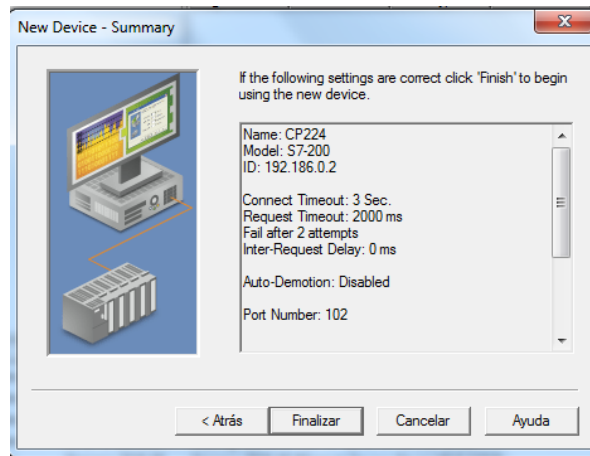 New Device - Summary
If the following settings are correct click 'Finish' to begin
using the new device.
Name: CP224
Model: S7-200
ID: 192.186.0.2
Connect Timeout: 3 Sec.
Request Timeout: 2000 ms
Fail after 2 attempts
Inter-Request Delay: 0 ms
Auto-Demotion: Disabled
Port Number: 102
< Atrás
Finalizar
Cancelar
Ayuda